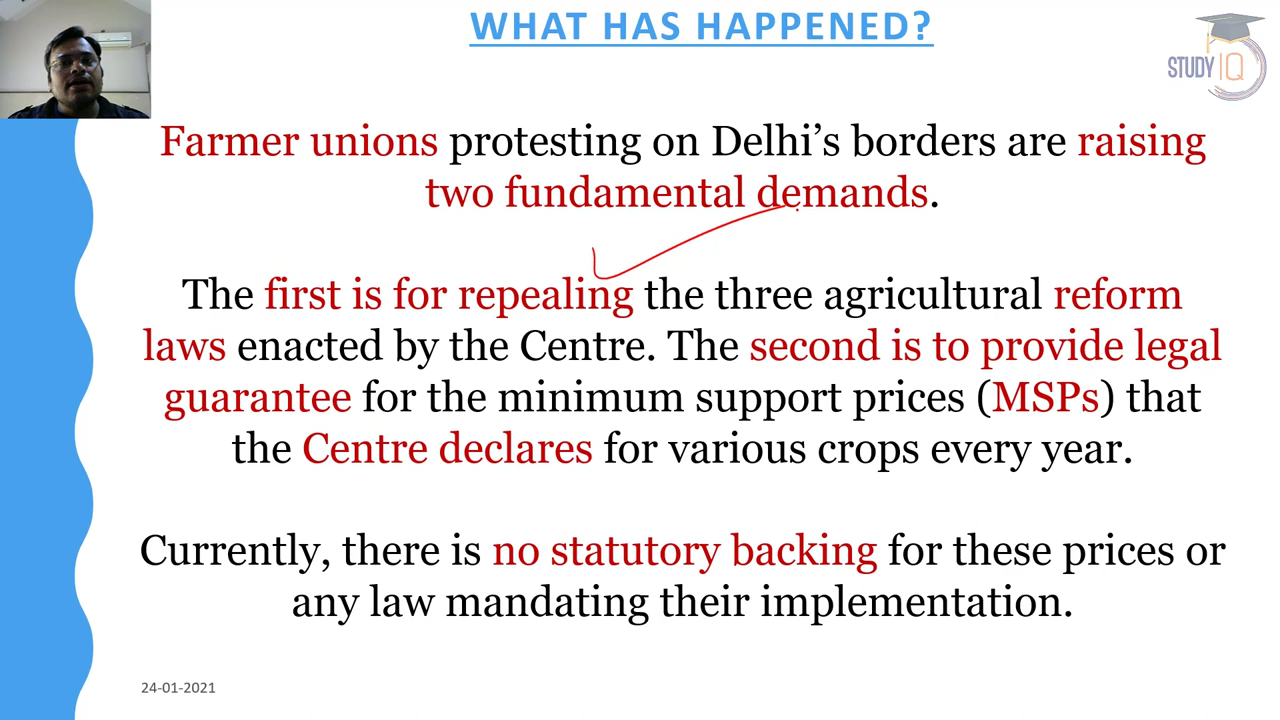 WHAT HAS HAPPENED?
STUDY IQ
Farmer unions protesting on Delhi’s borders are raising
two fundamental demands.
The first is for repealing the three agricultural reform
laws enacted by the Centre. The second is to provide legal
guarantee for the minimum support prices (MSPs) that
the Centre declares for various crops every year.
Currently, there is no statutory backing for these prices or
any law mandating their implementation.
24-01-2021